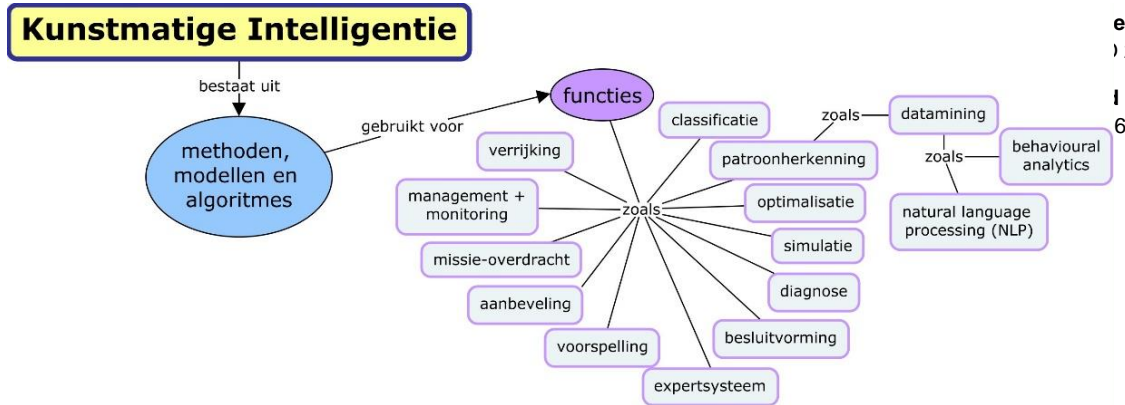 Kunstmatige Intelligentie
bestaat uit
methoden,
modellen en
algoritmes
gebruikt voor
functies
zoals
classificatie
patroonherkenning
zoals
datamining
zoals
behavioural
analytics
natural language
processing (NLP)
optimalisatie
simulatie
diagnose
besluitvorming
expertsysteem
voorspelling
aanbeveling
missie-overdracht
management +
monitoring
verrijking
e
6